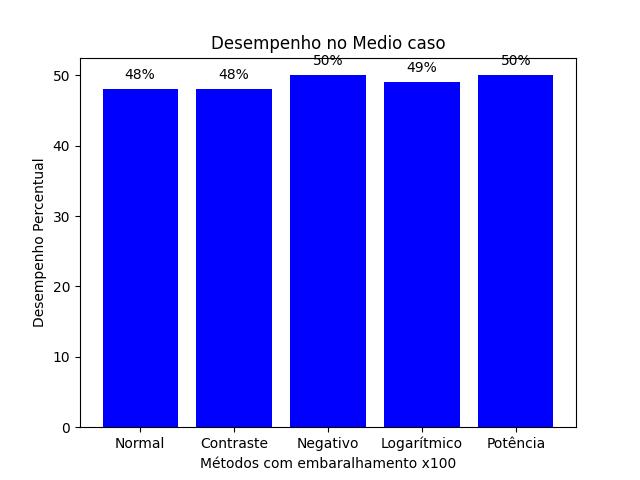 Desempenho no Medio caso
48%
48%
50%
49%
50%
Desempenho Percentual
50
40
30
20
10
0
Normal
Contraste
Negativo
Logarítmico
Potência
Métodos com embaralhamento x100